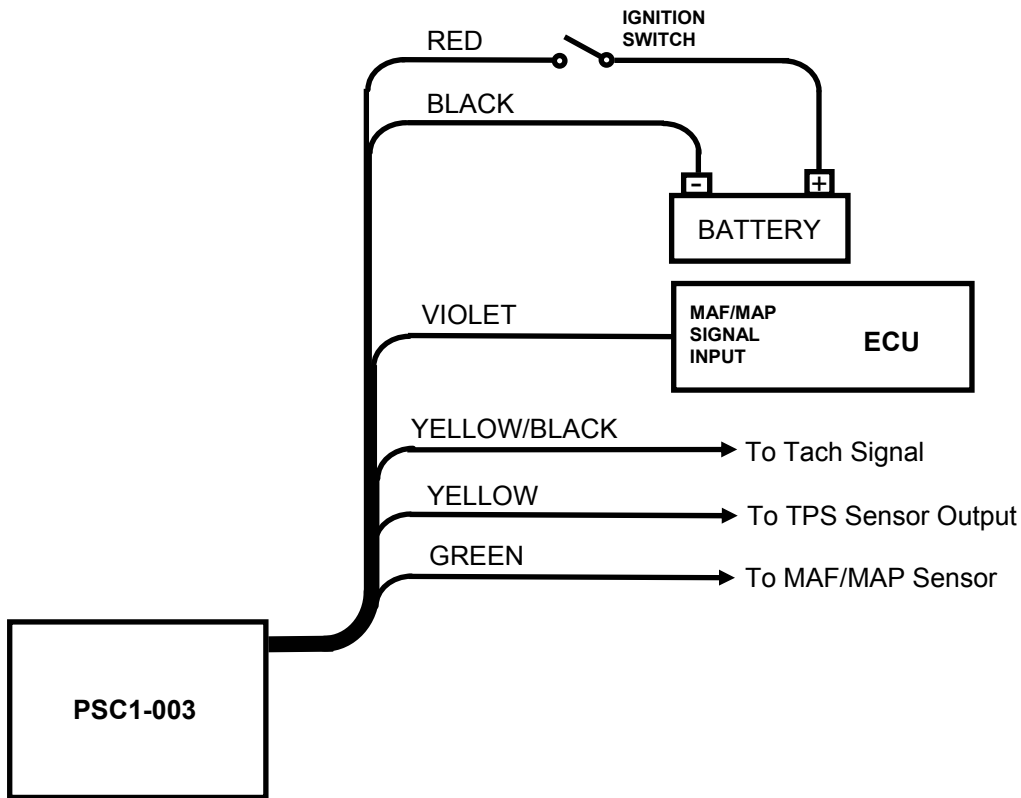 IGNITION
SWITCH
RED
BLACK
- +
BATTERY
VIOLET
MAF/MAP
SIGNAL
INPUT
ECU
YELLOW/BLACK
To Tach Signal
YELLOW
To TPS Sensor Output
GREEN
To MAF/MAP Sensor
PSC1-003